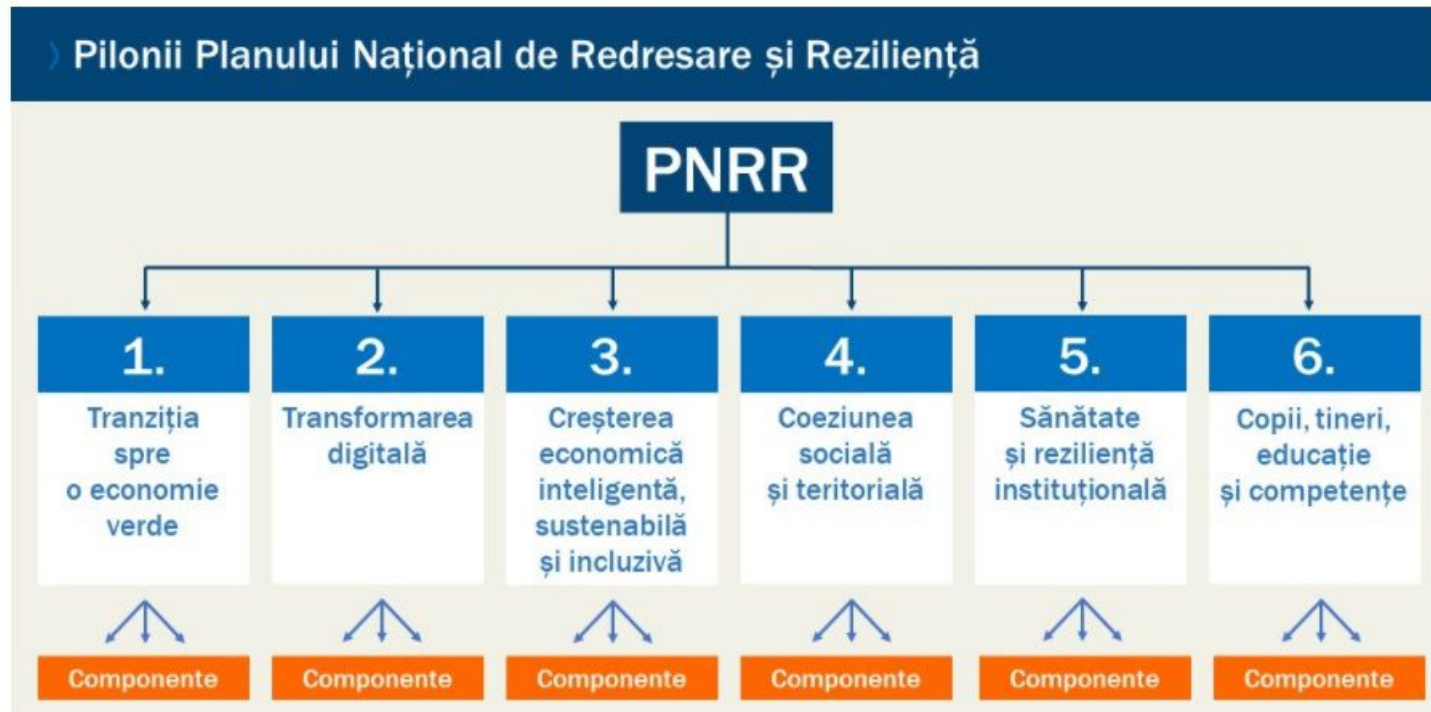 〉 Pilonii Planului Național de Redresare și Reziliență
PNRR
1.
Tranziția
spre
o economie
verde
Componente
2.
Transformarea
digitală
Componente
3.
Creșterea
economică
inteligentă,
sustenabilă
și incluzivă
Componente
4.
Coeziunea
socială
și teritorială
Componente
5.
Sănătate
și reziliență
instituțională
Componente
6.
Copii, tineri,
educație
și competențe
Componente